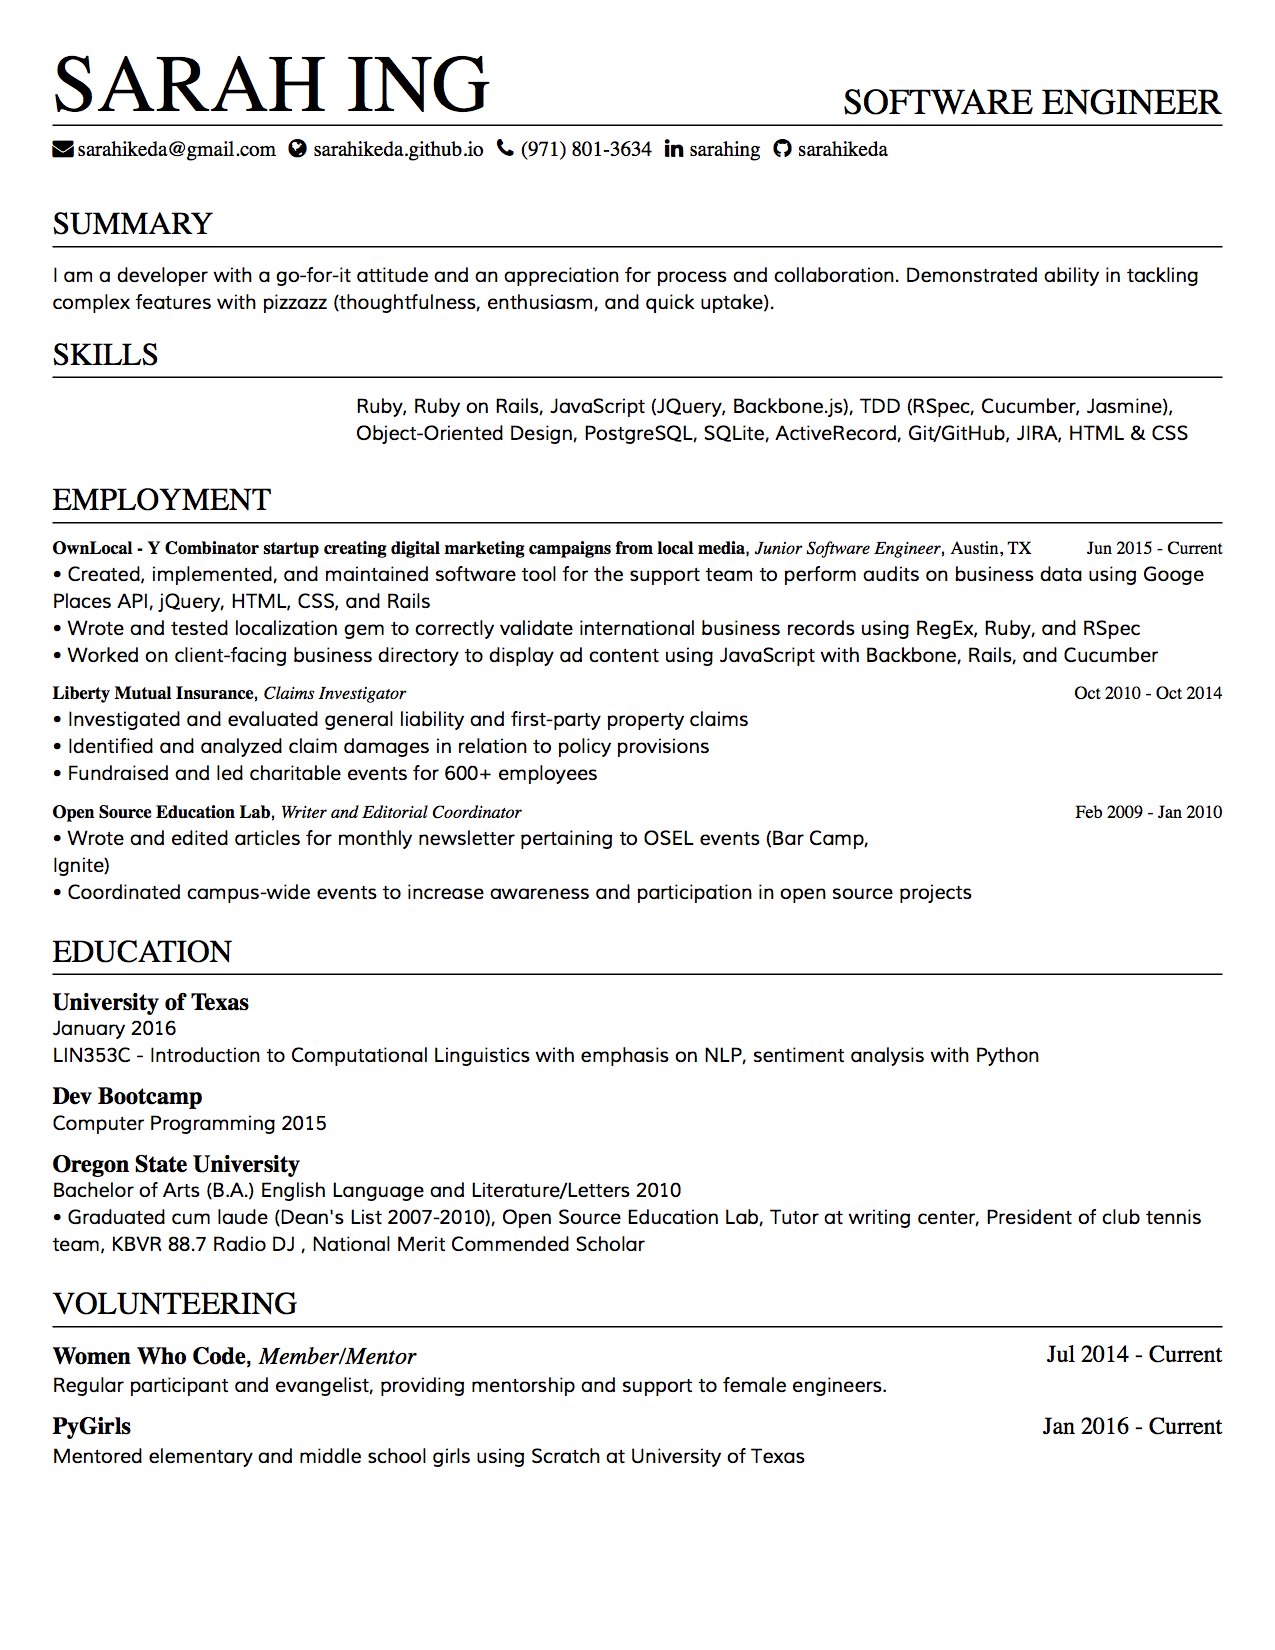 SARAH ING
SOFTWARE ENGINEER
sarahikeda@gmail.com sarahikeda.github.io (971) 801-3634 sarahing sarahikeda
SUMMARY
I am a developer with a go-for-it attitude and an appreciation for process and collaboration. Demonstrated ability in tackling
complex features with pizzazz (thoughtfulness, enthusiasm, and quick uptake).
SKILLS
Ruby, Ruby on Rails, JavaScript (JQuery, Backbone.js), TDD (RSpec, Cucumber, Jasmine),
Object-Oriented Design, PostgreSQL, SQLite, ActiveRecord, Git/GitHub, JIRA, HTML & CSS
EMPLOYMENT
OwnLocal - Y Combinator startup creating digital marketing campaigns from local media, Junior Software Engineer, Austin, TX Jun 2015 - Current
• Created, implemented, and maintained software tool for the support team to perform audits on business data using Googe
Places API, jQuery, HTML, CSS, and Rails
• Wrote and tested localization gem to correctly validate international business records using RegEx, Ruby, and RSpec
• Worked on client-facing business directory to display ad content using JavaScript with Backbone, Rails, and Cucumber
Liberty Mutual Insurance, Claims Investigator Oct 2010 - Oct 2014
• Investigated and evaluated general liability and first-party property claims
• Identified and analyzed claim damages in relation to policy provisions
• Fundraised and led charitable events for 600+ employees
Open Source Education Lab, Writer and Editorial Coordinator Feb 2009 - Jan 2010
• Wrote and edited articles for monthly newsletter pertaining to OSEL events (Bar Camp,
Ignite)
• Coordinated campus-wide events to increase awareness and participation in open source projects
EDUCATION
University of Texas
January 2016
LIN353C - Introduction to Computational Linguistics with emphasis on NLP, sentiment analysis with Python
Dev Bootcamp
Computer Programming 2015
Oregon State University
Bachelor of Arts (B.A.) English Language and Literature/Letters 2010
• Graduated cum laude (Dean's List 2007-2010), Open Source Education Lab, Tutor at writing center, President of club tennis
team, KBVR 88.7 Radio DJ , National Merit Commended Scholar
VOLUNTEERING
Women Who Code, Member/Mentor Jul 2014 - Current
Regular participant and evangelist, providing mentorship and support to female engineers.
PyGirls Jan 2016 - Current
Mentored elementary and middle school girls using Scratch at University of Texas